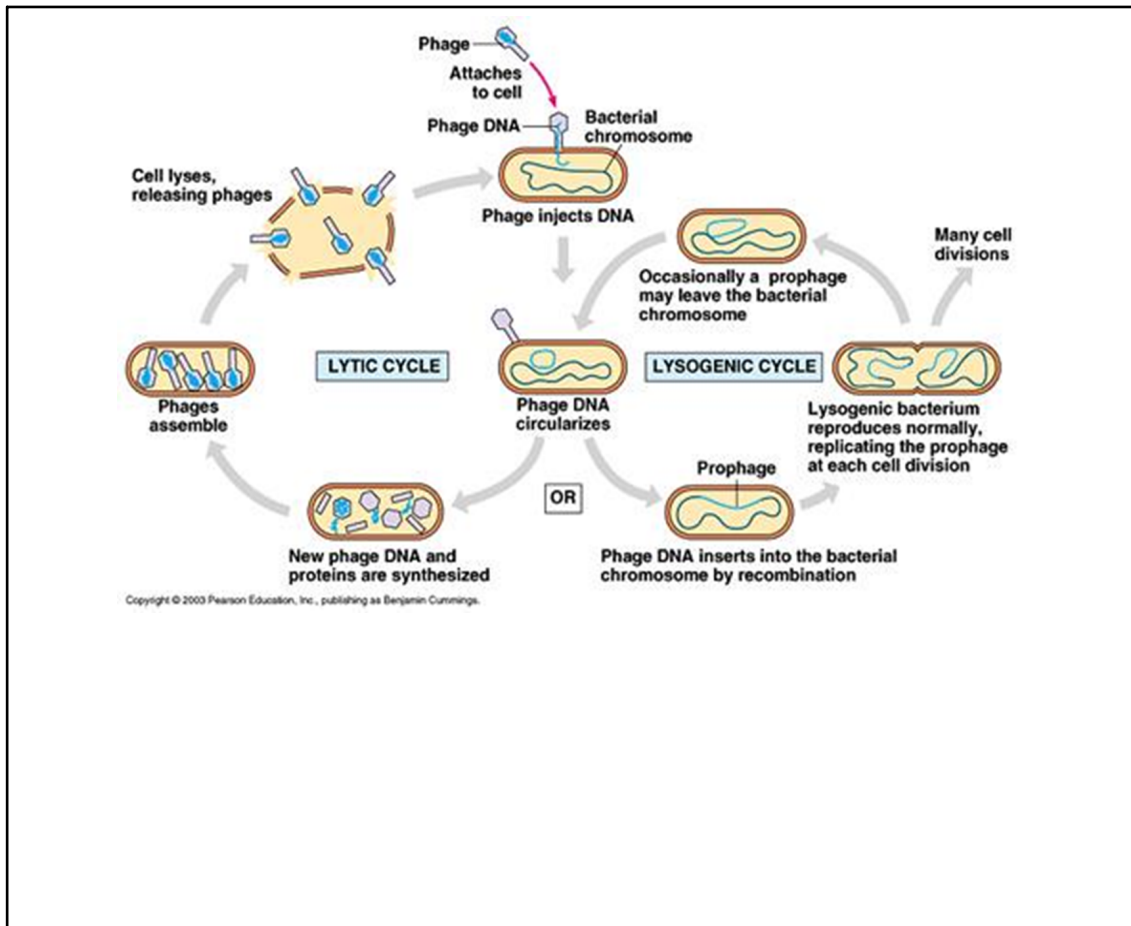 Phage
Attaches
to cell
Phage DNA
Bacterial
chromosome
Cell lyses,
releasing phages
Phage injects DNA
Many cell
divisions
Occasionally a prophage
may leave the bacterial
chromosome
LYTIC CYCLE
LYSOGENIC CYCLE
Phages
assemble
Phage DNA
circularizes
Lysogenic bacterium
reproduces normally,
replicating the prophage
at each cell division
Prophage
OR
New phage DNA and
proteins are synthesized
Phage DNA inserts into the bacterial
chromosome by recombination
Copyright © 2003 Pearson Education, Inc., publishing as Benjamin Cummings.